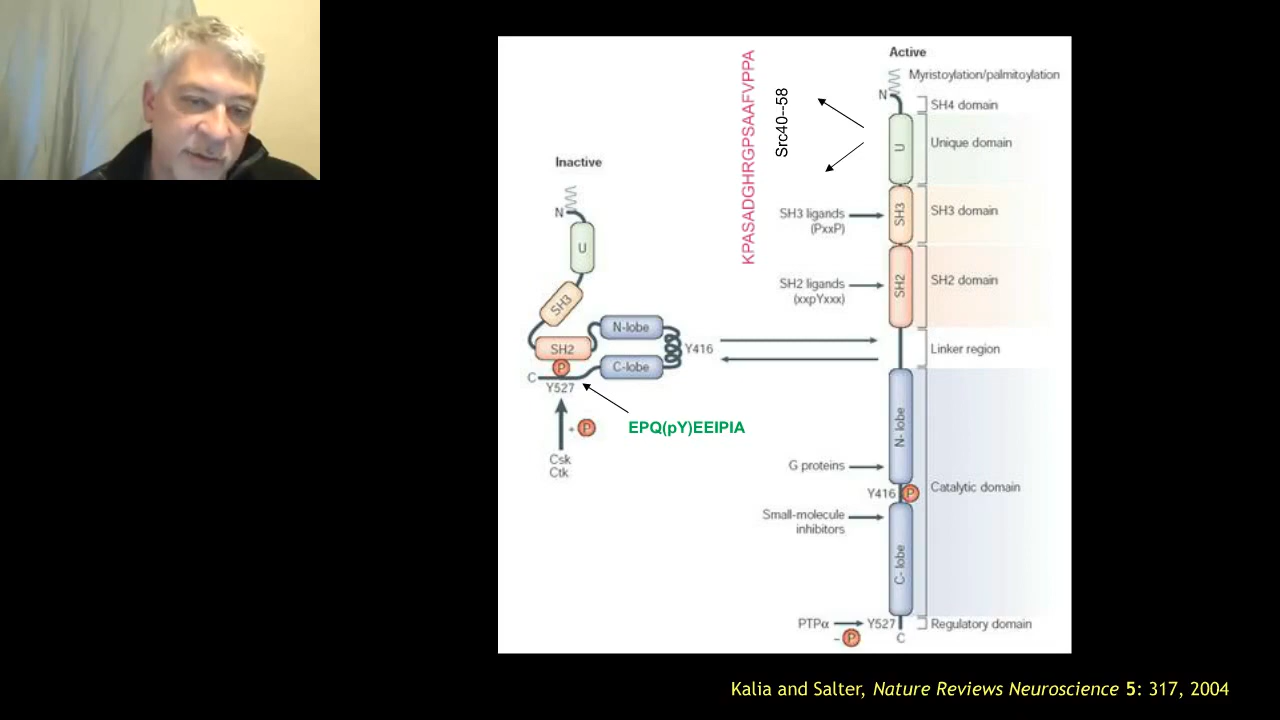 Active
Myristoylation/palmitoylation
N
SH4 domain
U
Unique domain
KPASADGHRGPSAAFVPPA
Src40--58
SH3
SH3 domain
SH3 ligands
(PxxP)
SH2
SH2 domain
SH2 ligands
(xxpYxxx)
Linker region
N- lobe
G proteins
Y416
P
Catalytic domain
Small-molecule
inhibitors
C- lobe
PTPα
Y527
Regulatory domain
– P
C
Inactive
N
U
SH3
N-lobe
SH2
Y416
P
C-lobe
C
Y527
EPQ(pY)EEIPIA
+ P
Csk
Ctk
Kalia and Salter, Nature Reviews Neuroscience 5: 317, 2004